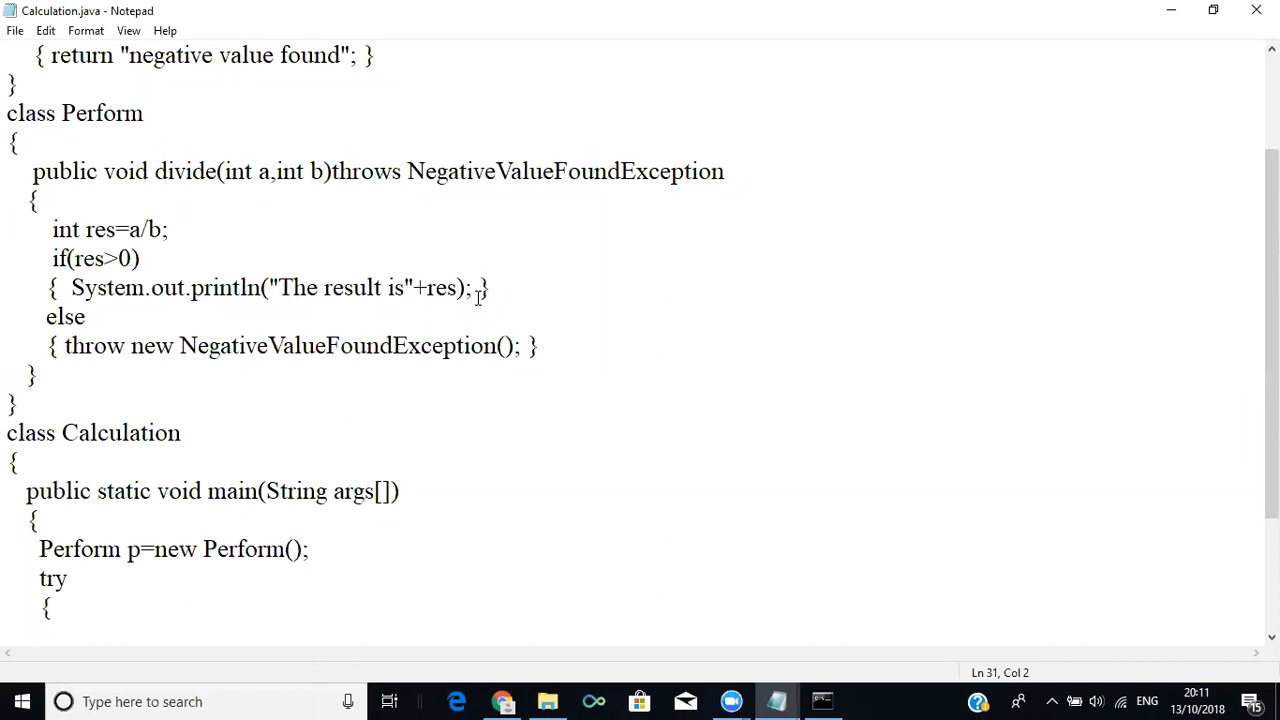 Calculation.java - Notepad
File Edit Format View Help
{ return "negative value found"; }
}
class Perform
{
public void divide(int a,int b)throws NegativeValueFoundException
{
int res=a/b;
if(res>0)
{ System.out.println("The result is"+res); }
else
{ throw new NegativeValueFoundException(); }
}
}
class Calculation
{
public static void main(String args[])
{
Perform p=new Perform();
try
{
Ln 31, Col 2
Type here to search
ENG
20:11
13/10/2018
15